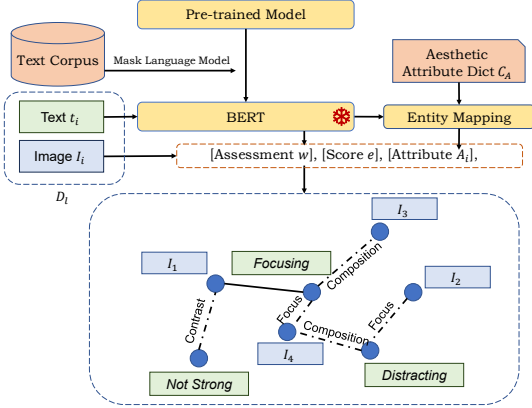 Pre-trained Model
Text Corpus
Mask Language Model
Aesthetic
Attribute Dict C_A
Text t_i
BERT
Entity Mapping
Image I_i
[Assessment w], [Score e], [Attribute A_i],
D_l
I_3
I_1
Focusing
Composition
I_2
Contrast
Focus
Composition
Focus
I_4
Not Strong
Distracting